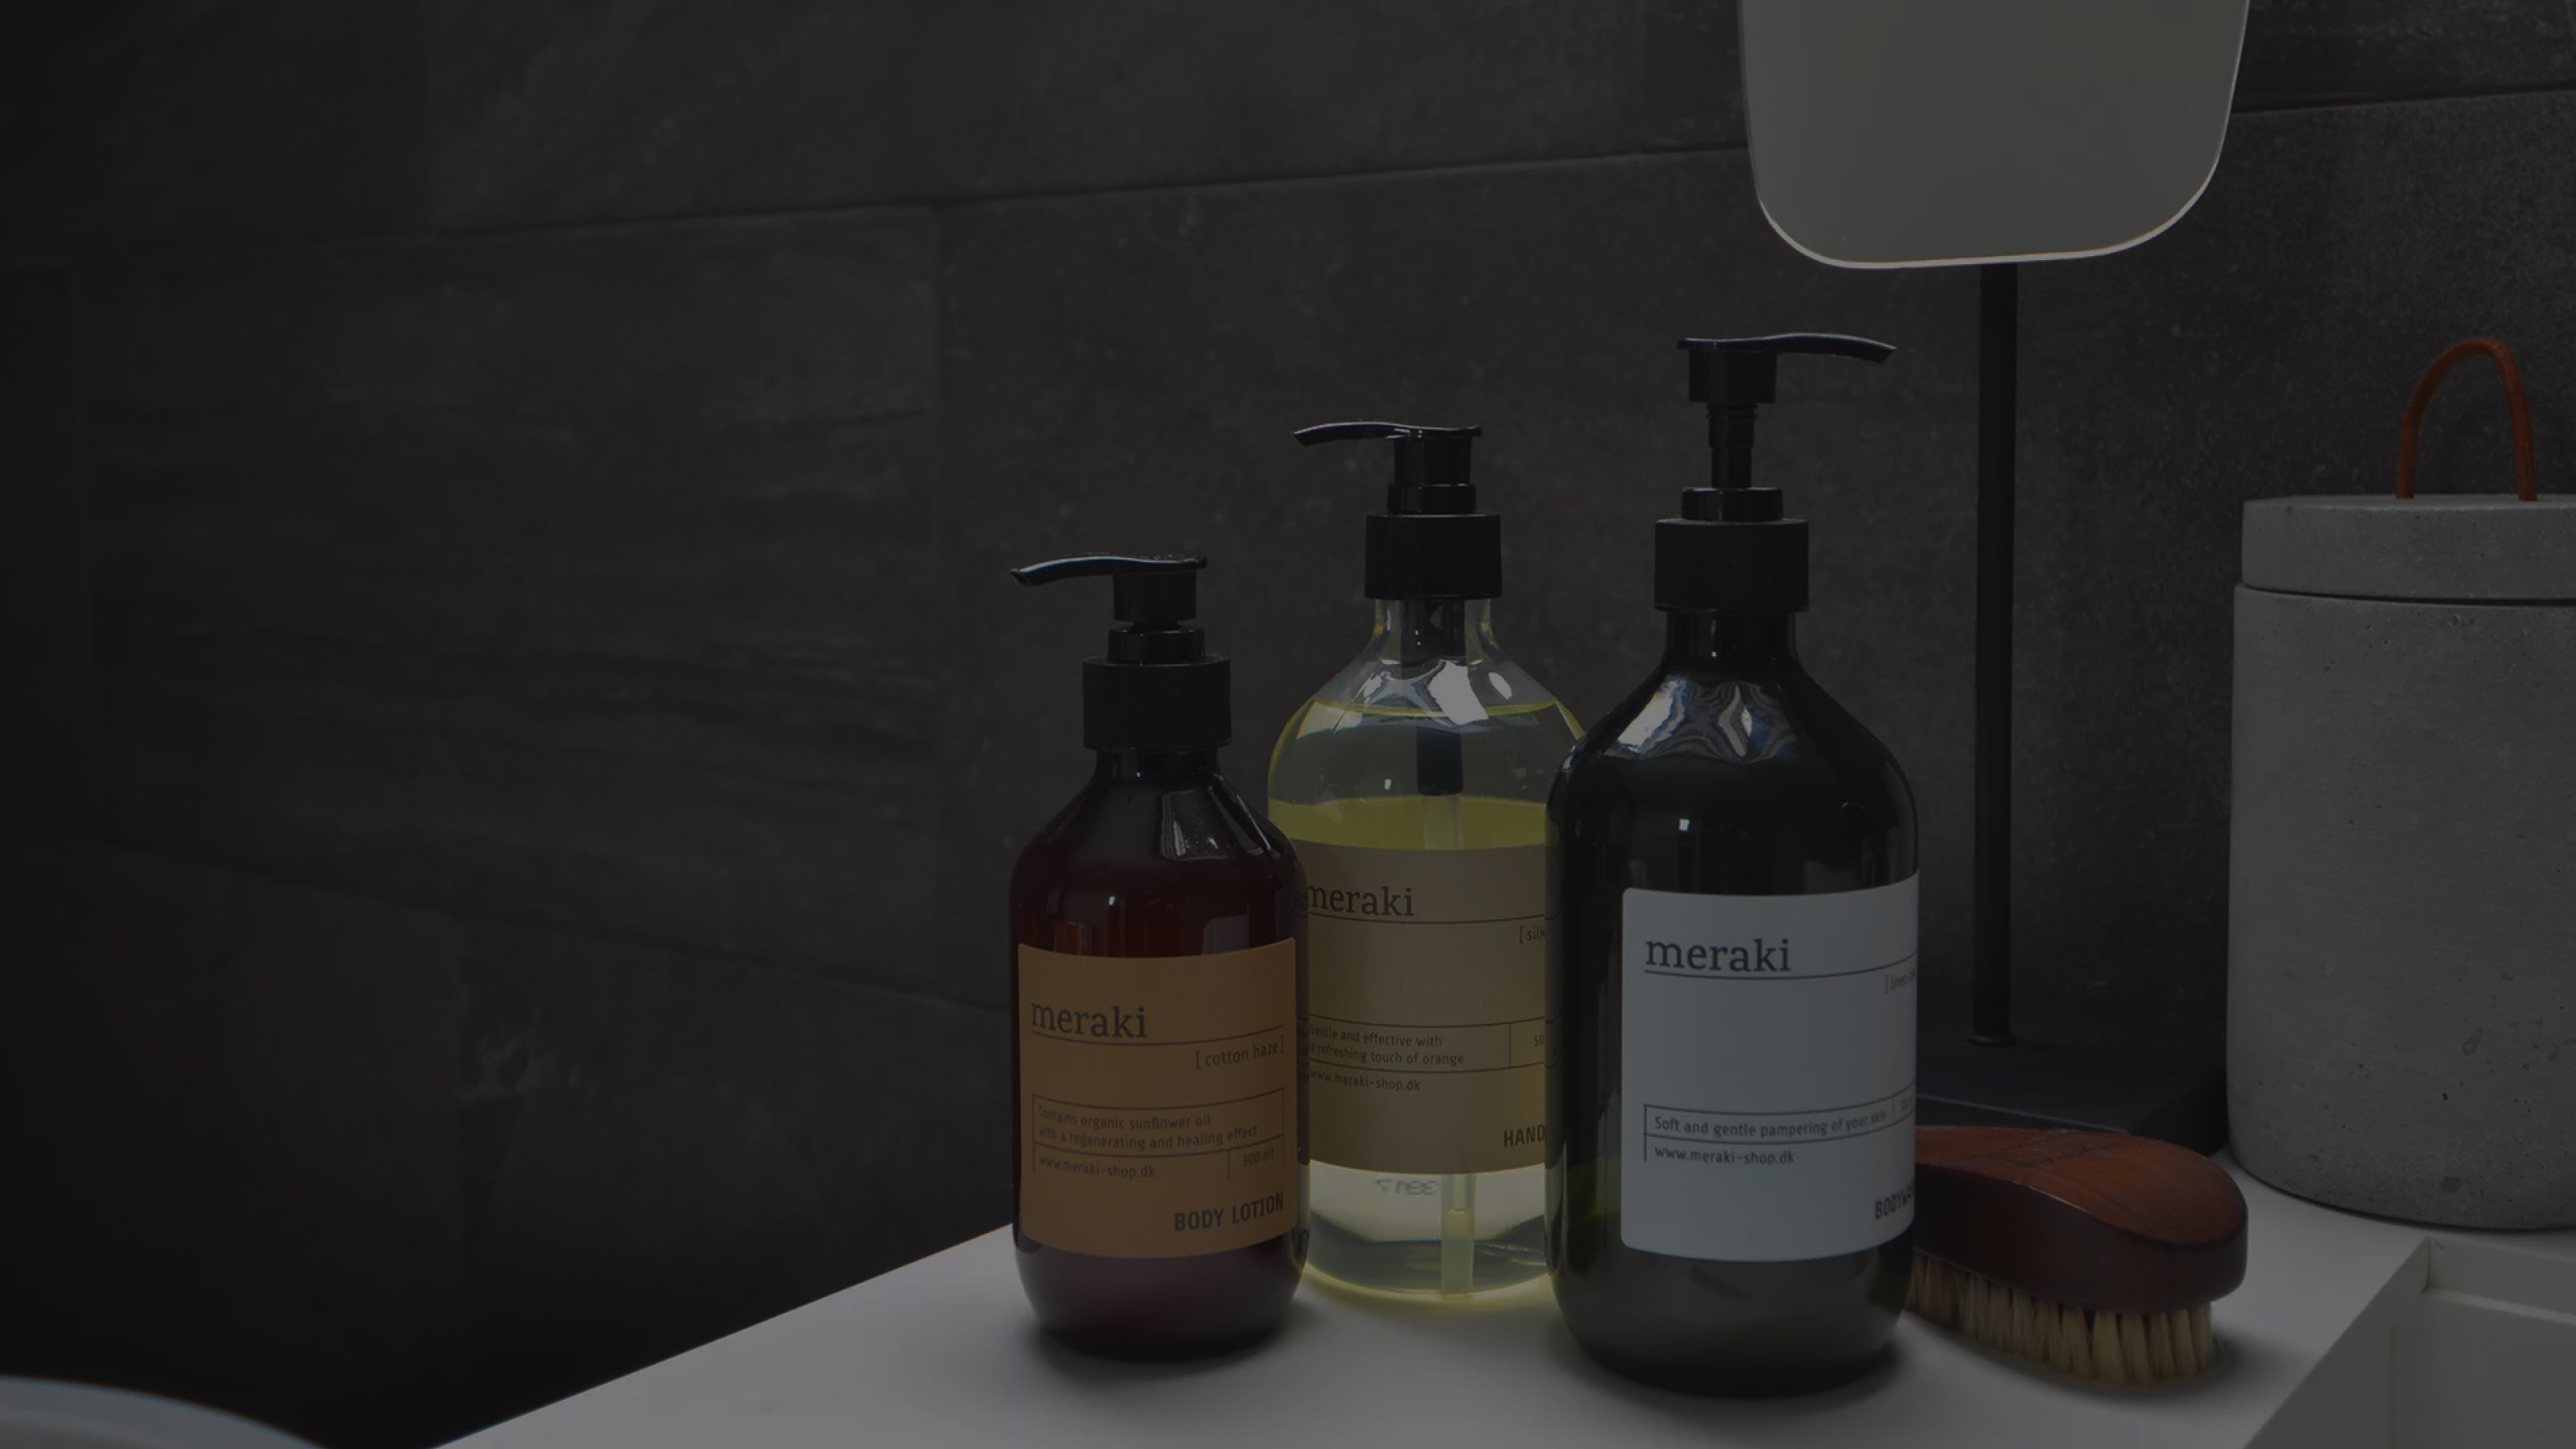 meraki
[ cotton haze ]
Contains organic sunflower oil
with a regenerating and healing effect
www.meraki-shop.dk
300 ml
BODY LOTION
meraki
[ silk
Gentle and effective with
a refreshing touch of orange
50
www.meraki-shop.dk
HAND
meraki
Soft and gentle pampering of your skin
www.meraki-shop.dk